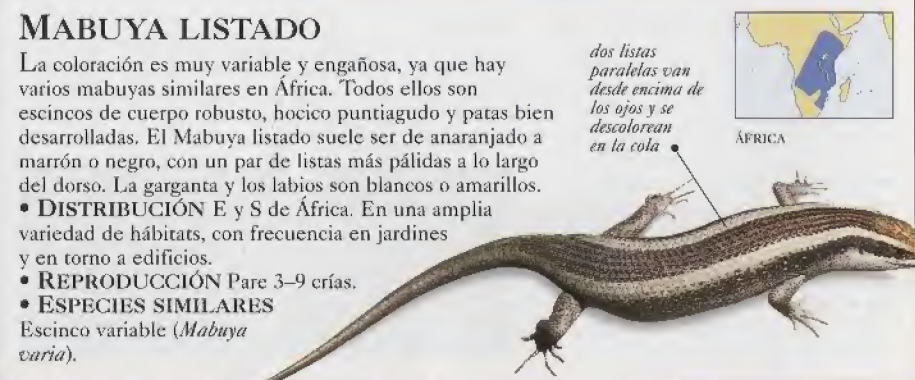 MABUYA LISTADO
La coloración es muy variable y engañosa, ya que hay
varios mabuyas similares en África. Todos ellos son
escincos de cuerpo robusto, hocico puntiagudo y patas bien
desarrolladas. El Mabuya listado suele ser de anaranjado a
marrón o negro, con un par de listas más pálidas a lo largo
del dorso. La garganta y los labios son blancos o amarillos.
• DISTRIBUCIÓN E y S de África. En una amplia
variedad de hábitats, con frecuencia en jardines
y en torno a edificios.
• REPRODUCCIÓN Pare 3–9 crías.
• ESPECIES SIMILARES
Escinco variable (Mabuya
varia).
dos listas
paralelas van
desde encima de
los ojos y se
descolorean
en la cola
ÁFRICA